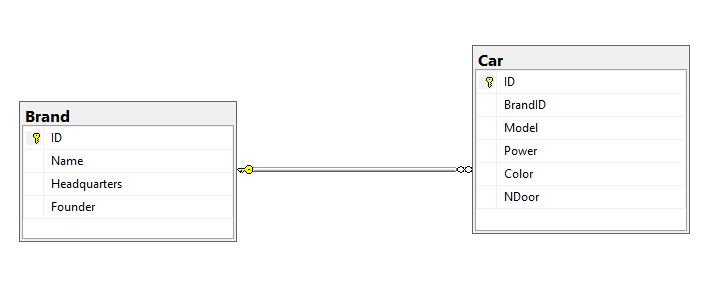 Brand
ID
Name
Headquarters
Founder
Car
ID
BrandID
Model
Power
Color
NDoor